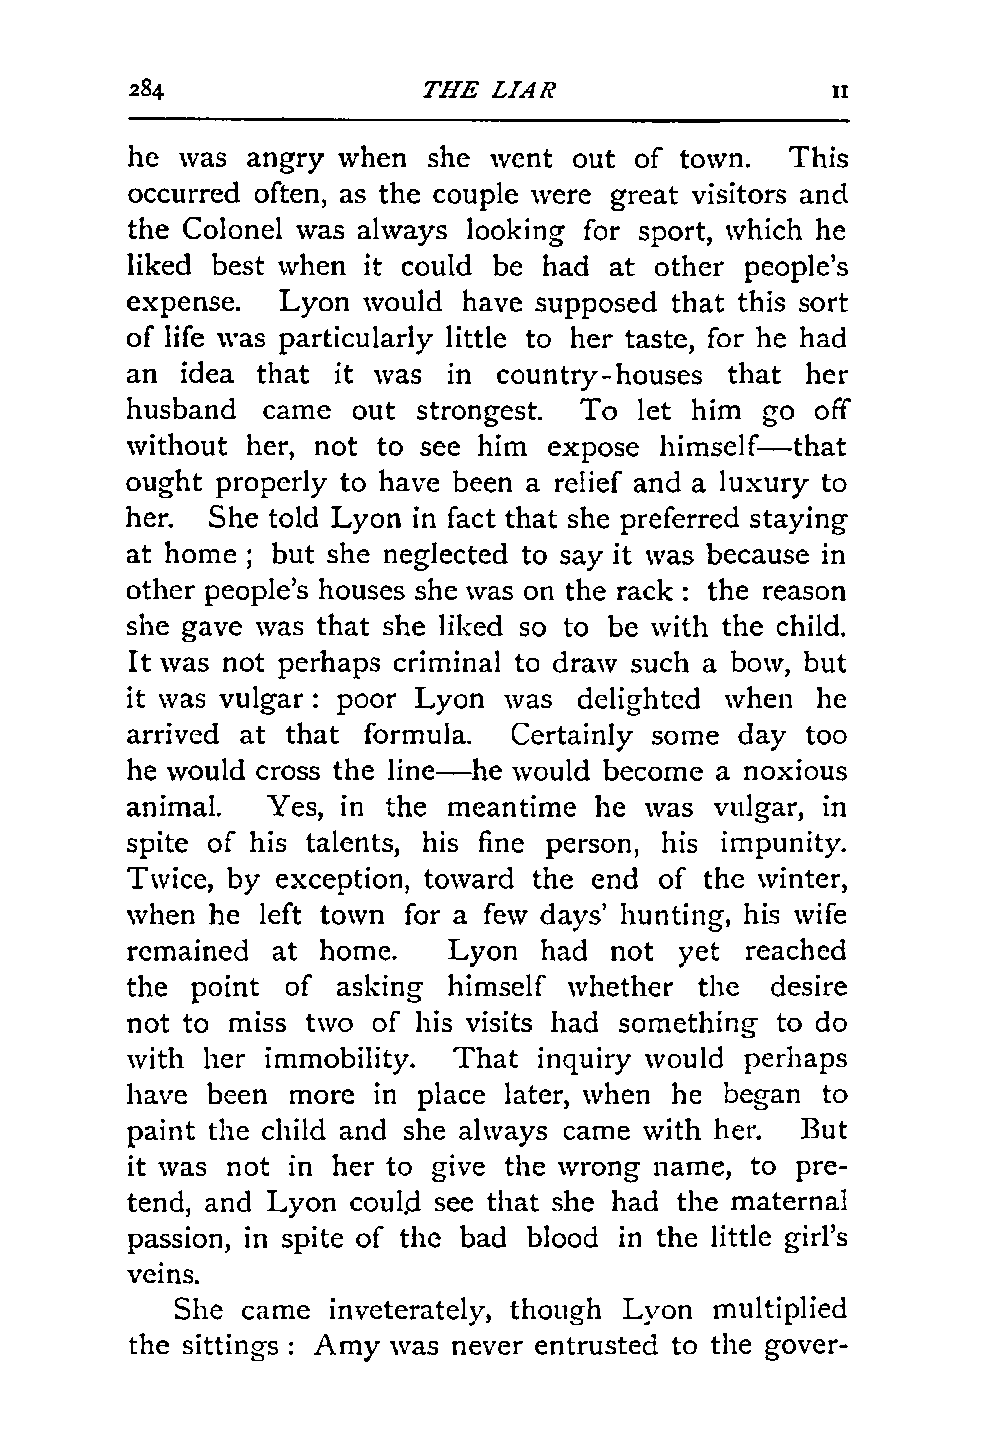 284 THE LIAR II
he was angry when she went out of town. This
occurred often, as the couple were great visitors and
the Colonel was always looking for sport, which he
liked best when it could be had at other people's
expense. Lyon would have supposed that this sort
of life was particularly little to her taste, for he had
an idea that it was in country-houses that her
husband came out strongest. To let him go off
without her, not to see him expose himself—that
ought properly to have been a relief and a luxury to
her. She told Lyon in fact that she preferred staying
at home ; but she neglected to say it was because in
other people's houses she was on the rack : the reason
she gave was that she liked so to be with the child.
It was not perhaps criminal to draw such a bow, but
it was vulgar : poor Lyon was delighted when he
arrived at that formula. Certainly some day too
he would cross the line—he would become a noxious
animal. Yes, in the meantime he was vulgar, in
spite of his talents, his fine person, his impunity.
Twice, by exception, toward the end of the winter,
when he left town for a few days' hunting, his wife
remained at home. Lyon had not yet reached
the point of asking himself whether the desire
not to miss two of his visits had something to do
with her immobility. That inquiry would perhaps
have been more in place later, when he began to
paint the child and she always came with her. But
it was not in her to give the wrong name, to pre-
tend, and Lyon could see that she had the maternal
passion, in spite of the bad blood in the little girl's
veins.
She came inveterately, though Lyon multiplied
the sittings : Amy was never entrusted to the gover-